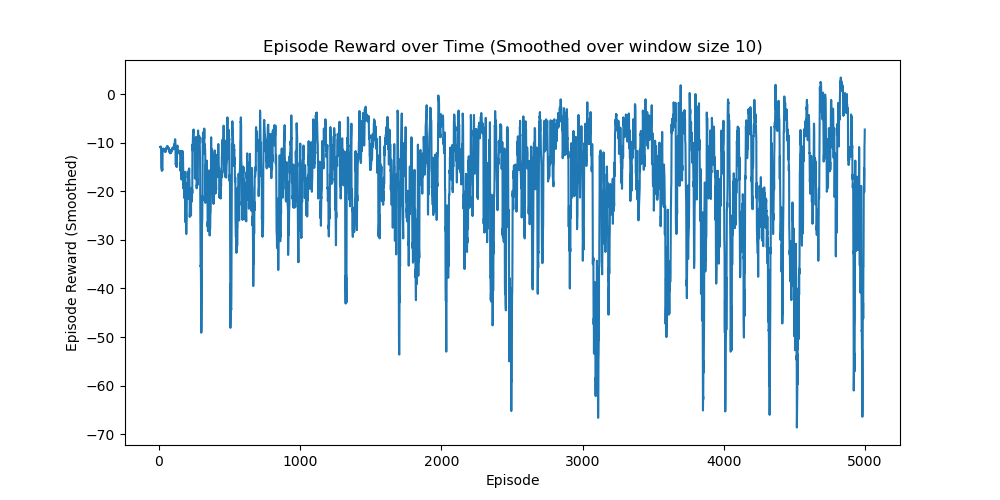 Episode Reward over Time (Smoothed over window size 10)
Episode Reward (Smoothed)
0
−10
−20
−30
−40
−50
−60
−70
0 1000 2000 3000 4000 5000
Episode